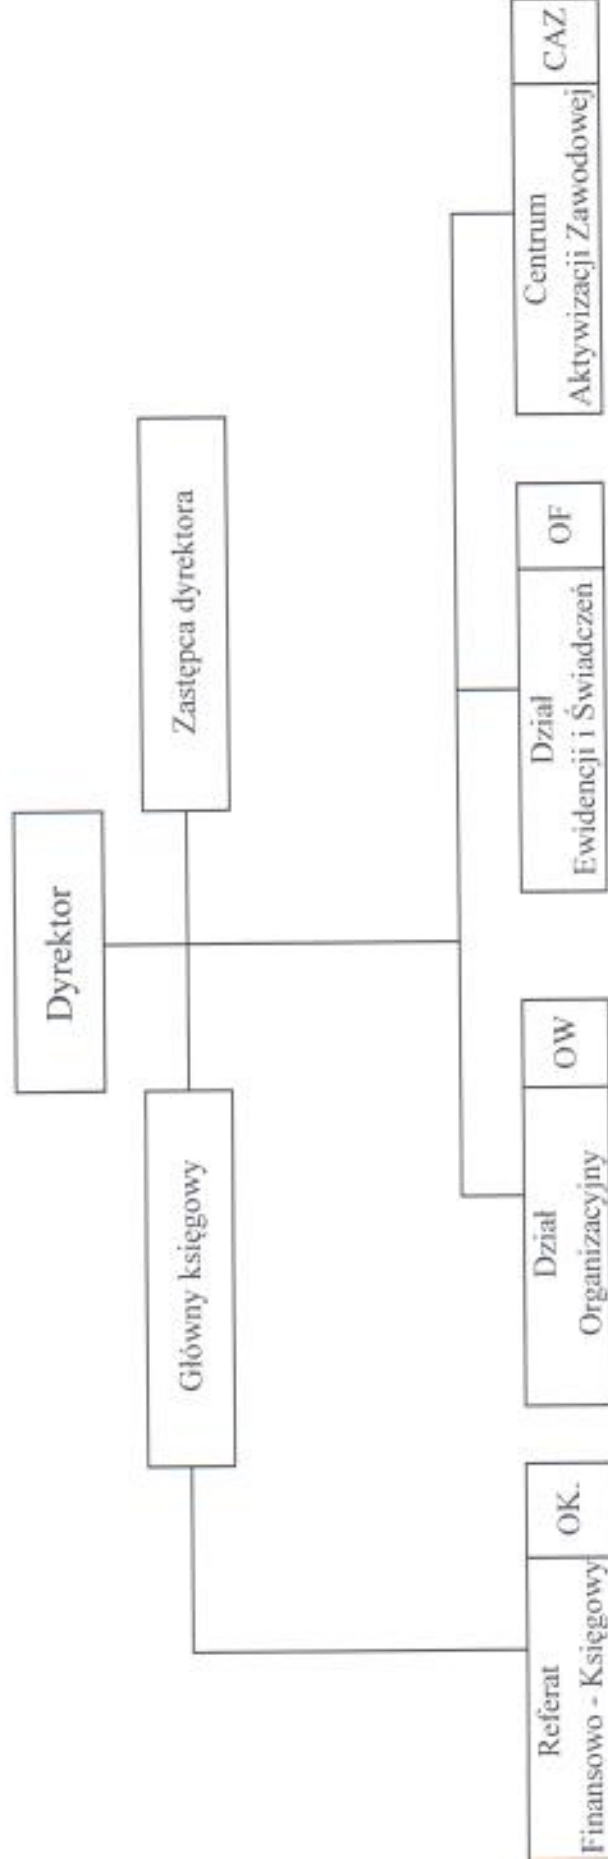 Dyrektor
Główny księgowy
Zastępca dyrektora
Referat
Finansowo - Księgowy
OK.
Dział
Organizacyjny
OW
Dział
Ewidencji i Świadczeń
OF
Centrum
Aktywizacji Zawodowej
CAZ